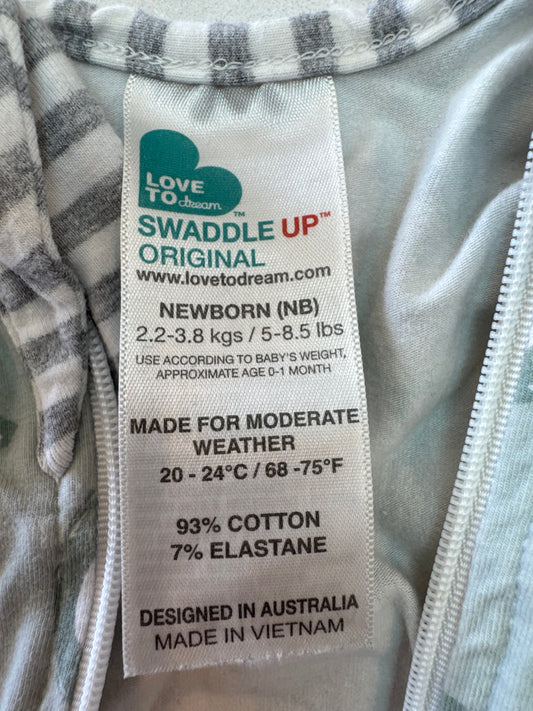 LOVE
TO dream
SWADDLE UP™
ORIGINAL
www.lovetodream.com
NEWBORN (NB)
2.2-3.8 kgs / 5-8.5 lbs
USE ACCORDING TO BABY'S WEIGHT,
APPROXIMATE AGE 0-1 MONTH
MADE FOR MODERATE
WEATHER
20 - 24°C / 68 -75°F
93% COTTON
7% ELASTANE
DESIGNED IN AUSTRALIA
MADE IN VIETNAM